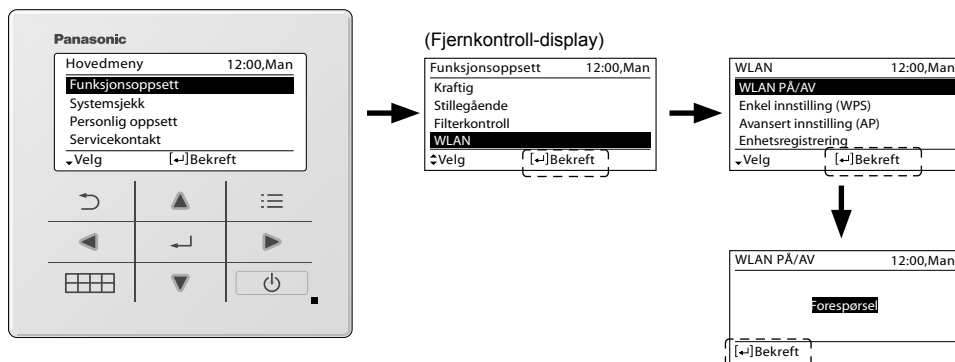 Panasonic
Hovedmeny 12:00,Man
Funksjonsoppsett
Systemsjekk
Personlig oppsett
Servicekontakt
Velg [↵]Bekreft
(Fjernkontroll-display)
Funksjonsoppsett 12:00,Man
Kraftig
Stillegående
Filterkontroll
WLAN
Velg [↵]Bekreft
WLAN 12:00,Man
WLAN PÅ/AV
Enkel innstilling (WPS)
Avansert innstilling (AP)
Enhetsregistrering
Velg [↵]Bekreft
WLAN PÅ/AV 12:00,Man
Forespørsel
[↵]Bekreft